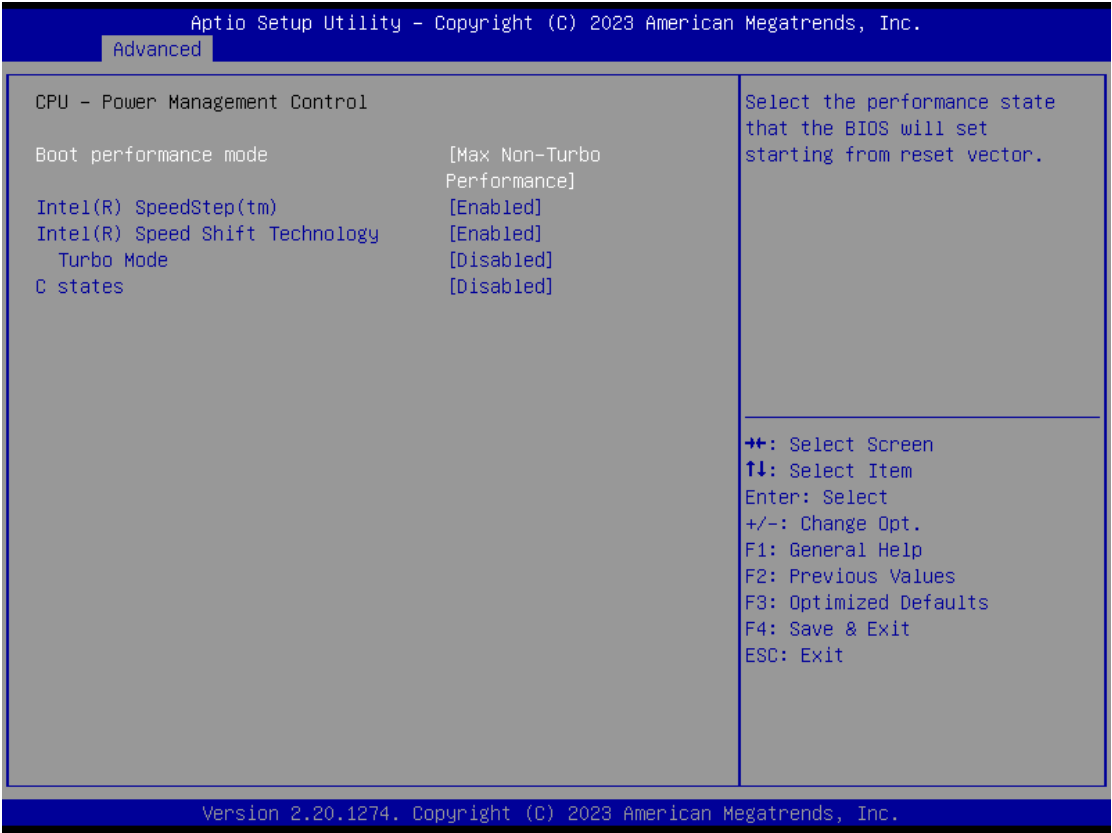 Aptio Setup Utility – Copyright (C) 2023 American Megatrends, Inc.
Advanced
CPU – Power Management Control
Boot performance mode [Max Non-Turbo
Performance]
Intel(R) SpeedStep(tm) [Enabled]
Intel(R) Speed Shift Technology [Enabled]
Turbo Mode [Disabled]
C states [Disabled]
Select the performance state
that the BIOS will set
starting from reset vector.
→←: Select Screen
↑↓: Select Item
Enter: Select
+/-: Change Opt.
F1: General Help
F2: Previous Values
F3: Optimized Defaults
F4: Save & Exit
ESC: Exit
Version 2.20.1274. Copyright (C) 2023 American Megatrends, Inc.